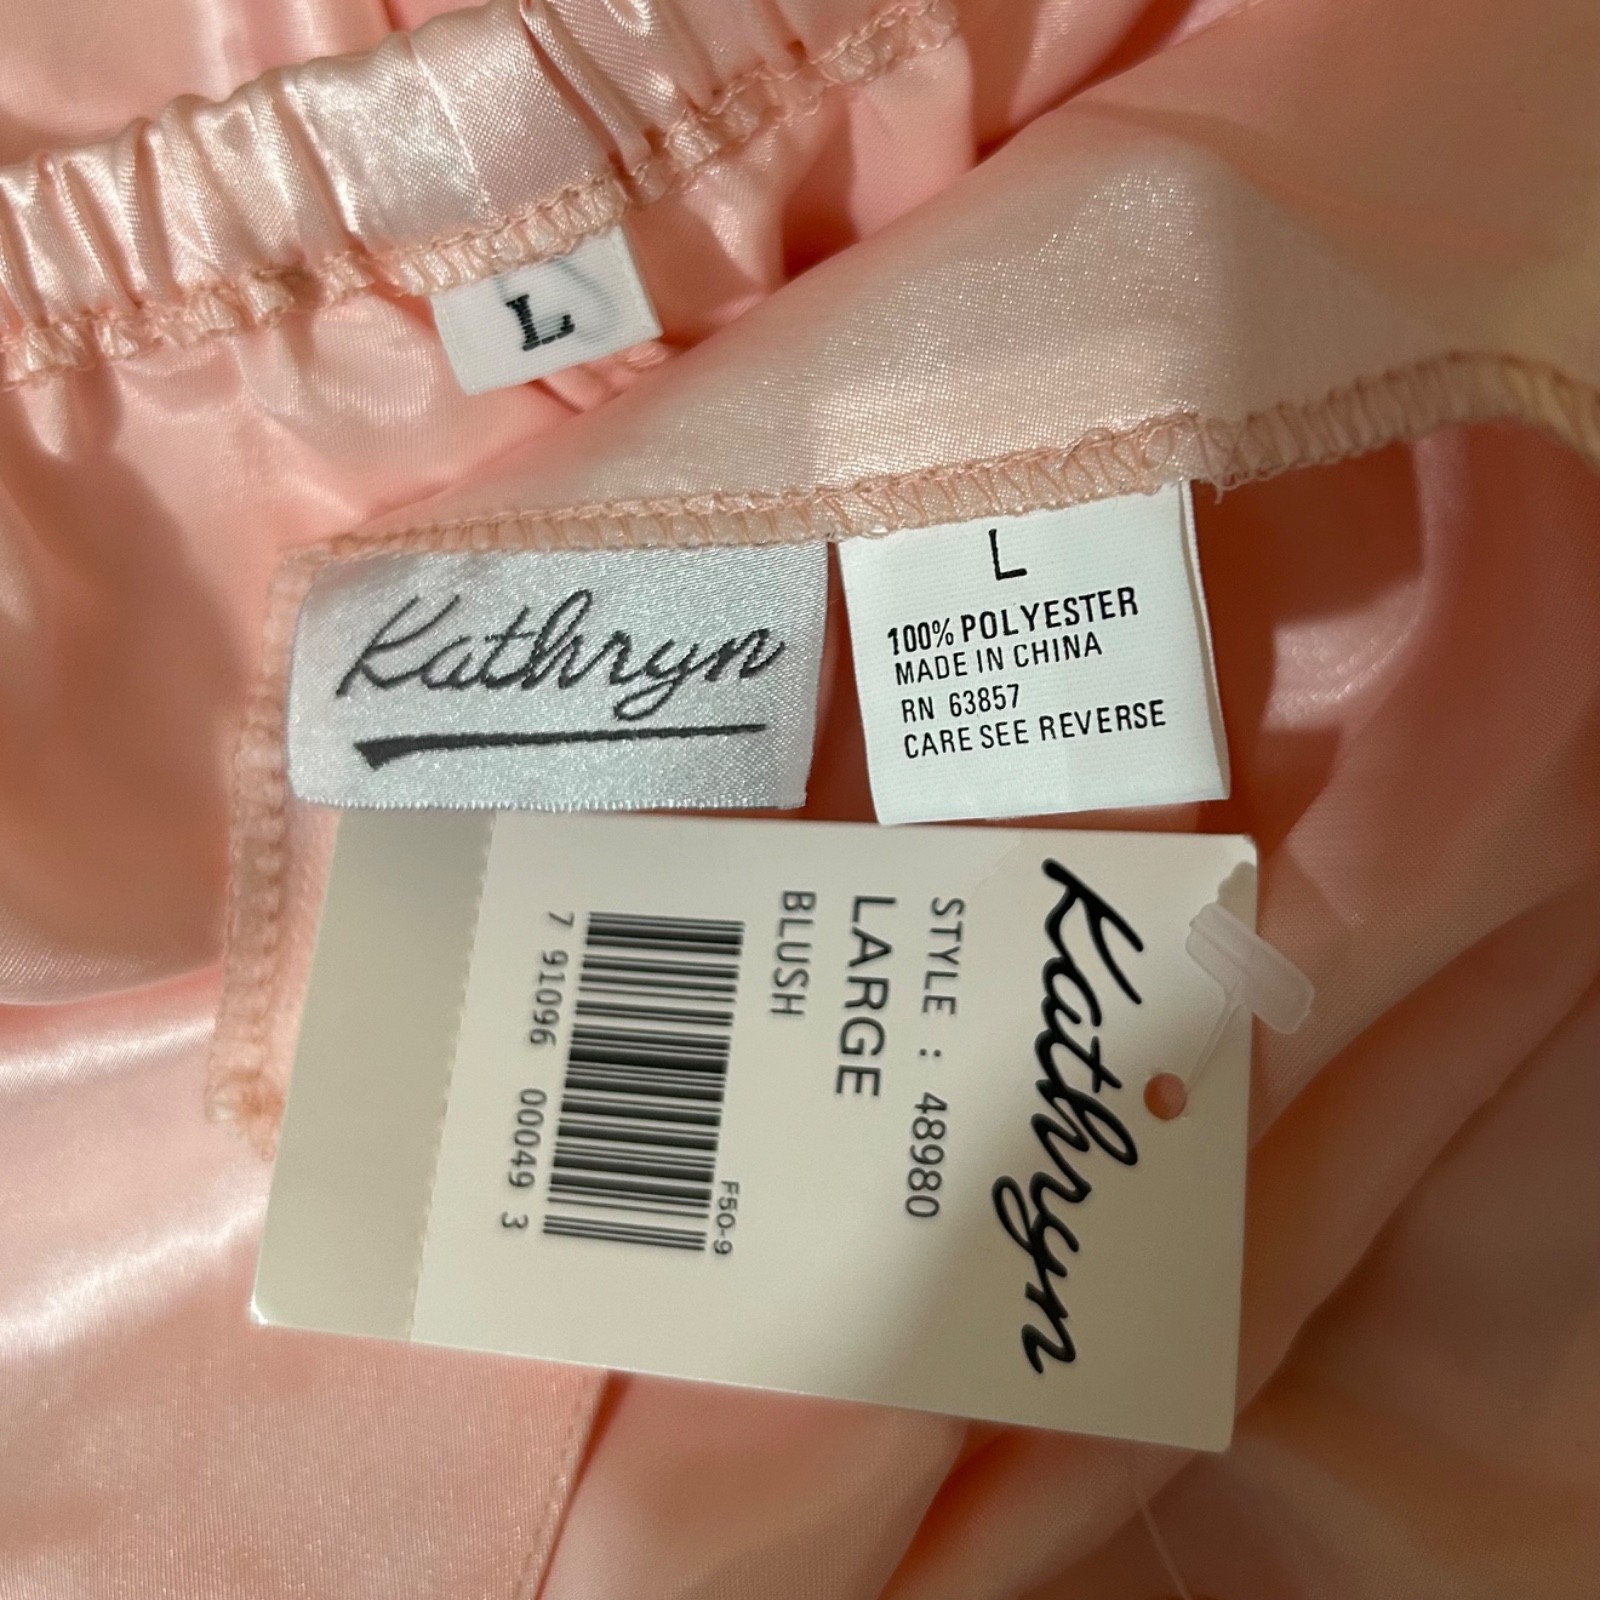 L
Kathryn
L
100% POLYESTER
MADE IN CHINA
RN 63857
CARE SEE REVERSE
Kathryn
STYLE : 48980
LARGE
BLUSH
F50-9
7 91096 00049 3